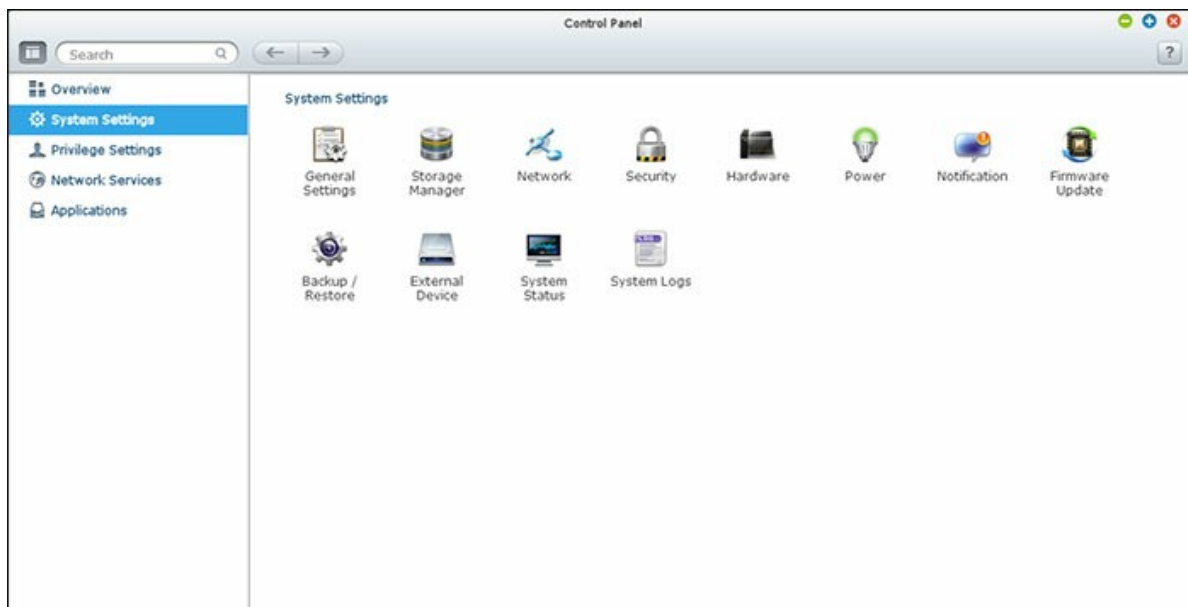 Control Panel
Search
?
Overview
System Settings
Privilege Settings
Network Services
Applications
System Settings
General
Settings
Storage
Manager
Network
Security
Hardware
Power
Notification
Firmware
Update
Backup /
Restore
External
Device
System
Status
System Logs